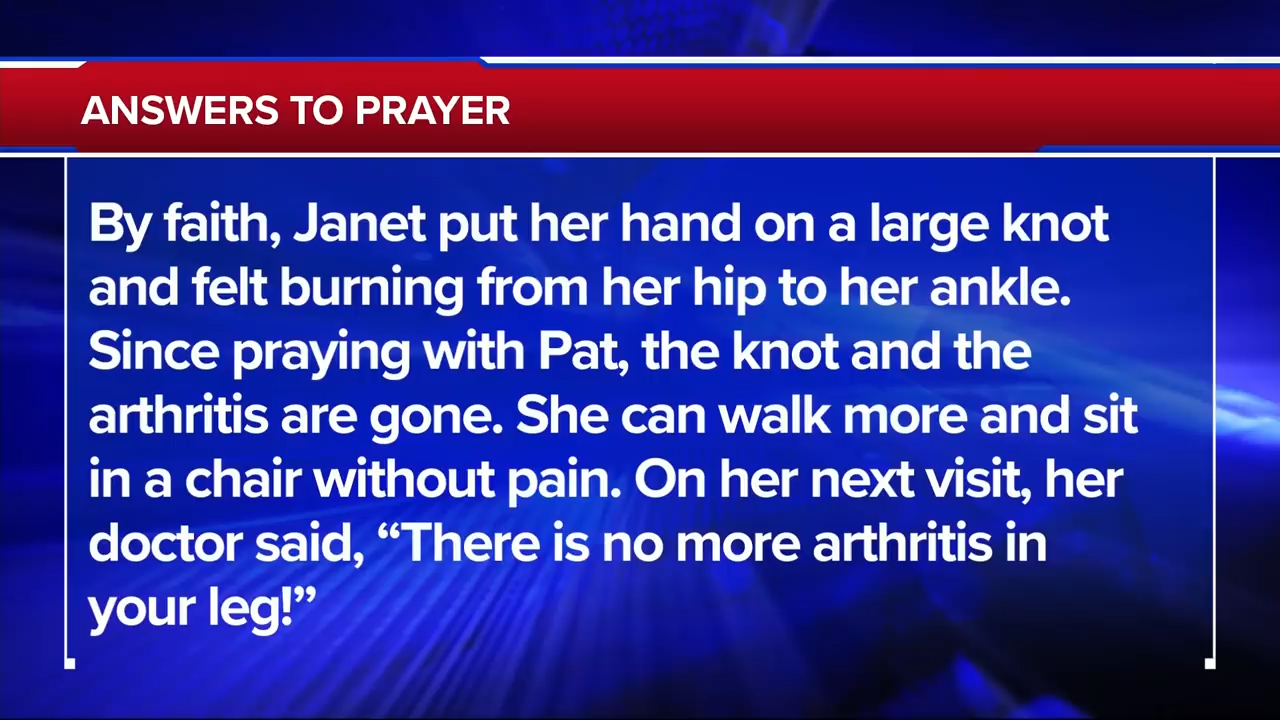 ANSWERS TO PRAYER
By faith, Janet put her hand on a large knot
and felt burning from her hip to her ankle.
Since praying with Pat, the knot and the
arthritis are gone. She can walk more and sit
in a chair without pain. On her next visit, her
doctor said, “There is no more arthritis in
your leg!”